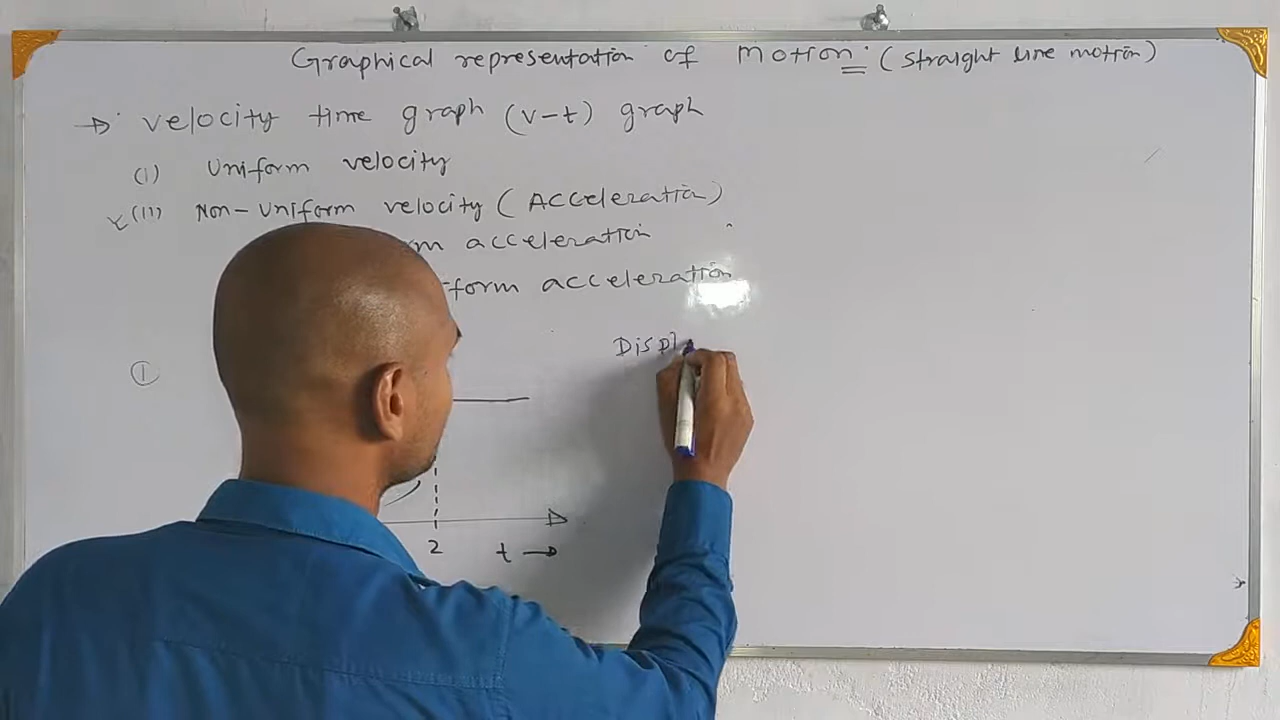 Graphical representation of motion: (straight line motion)
→ velocity time graph (v-t) graph
(i) Uniform velocity
(ii) Non-Uniform velocity (Acceleration)
acceleration
acceleration
①
Displ
2
t →